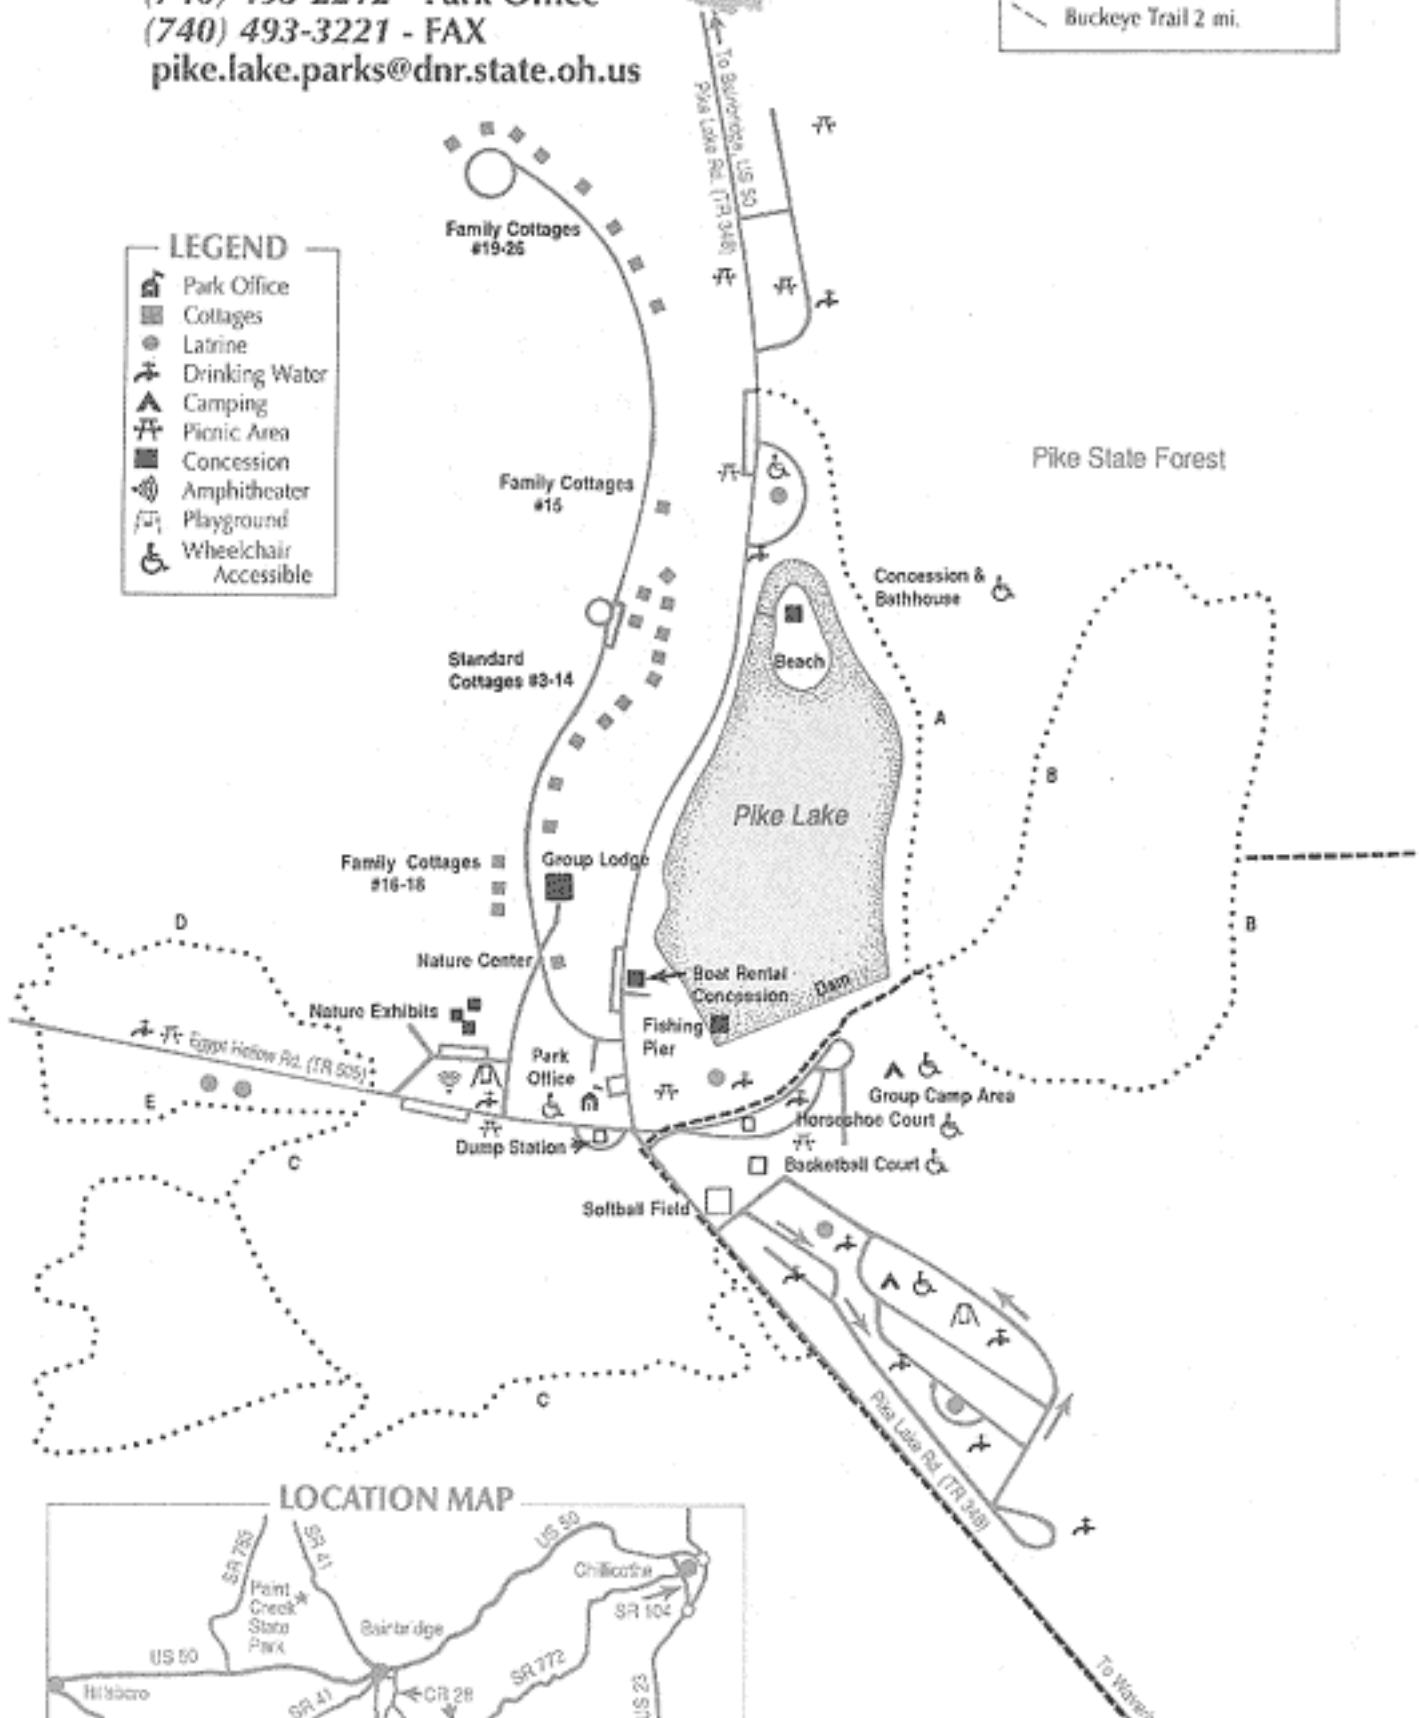 (740) 493-2212 - Park Office
(740) 493-3221 - FAX
pike.lake.parks@dnr.state.oh.us
Buckeye Trail 2 mi.
To Bainbridge, US 50
Pike Lake Rd. (TR 348)
Family Cottages
#19-26
LEGEND
Park Office
Cottages
Latrine
Drinking Water
Camping
Picnic Area
Concession
Amphitheater
Playground
Wheelchair
Accessible
Pike State Forest
Family Cottages
#15
Concession &
Bathhouse
Standard
Cottages #3-14
Beach
A
B
Pike Lake
Family Cottages
#16-18
Group Lodge
D
B
Nature Center
Boat Rental
Concession
Dam
Nature Exhibits
Fishing
Pier
Egypt Hollow Rd. (TR 505)
Park
Office
E
Group Camp Area
Horseshoe Court
Dump Station
C
Basketball Court
Softball Field
C
Pike Lake Rd. (TR 348)
LOCATION MAP
SR 753
SR 41
US 50
Chillicothe
Paint
Creek
State
Park
SR 104
Bainbridge
US 50
SR 772
Hillsboro
SR 41
CR 28
US 23
To